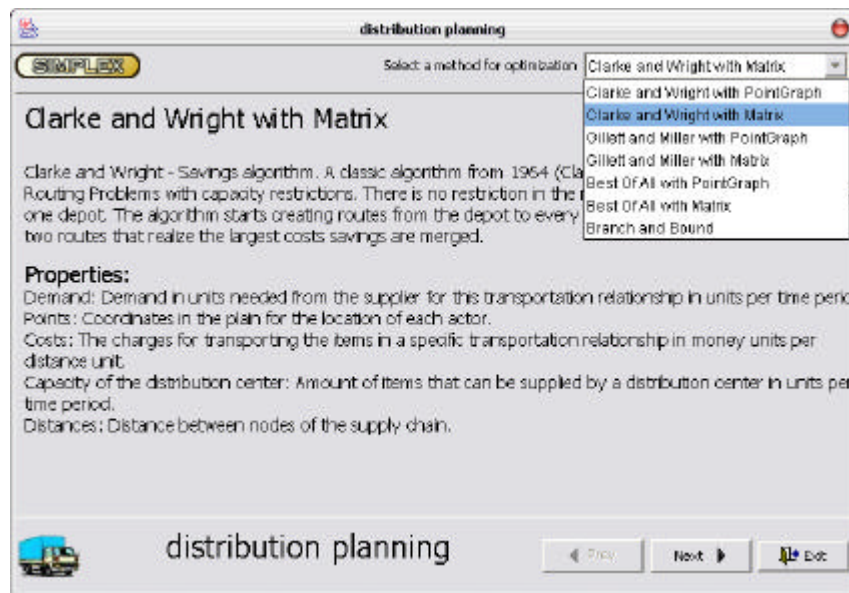 distribution planning
SIMPLEX
Select a method for optimization
Clarke and Wright with Matrix
Clarke and Wright with PointGraph
Clarke and Wright with Matrix
Gillett and Miller with PointGraph
Gillett and Miller with Matrix
Best Of All with PointGraph
Best Of All with Matrix
Branch and Bound
Clarke and Wright with Matrix
Clarke and Wright - Savings algorithm. A classic algorithm from 1964 (Cla
Routing Problems with capacity restrictions. There is no restriction in the
one depot. The algorithm starts creating routes from the depot to every
two routes that realize the largest costs savings are merged.
Properties:
Demand: Demand in units needed from the supplier for this transportation relationship in units per time peric
Points: Coordinates in the plain for the location of each actor.
Costs: The charges for transporting the items in a specific transportation relationship in money units per
distance unit.
Capacity of the distribution center: Amount of items that can be supplied by a distribution center in units per
time period.
Distances: Distance between nodes of the supply chain.
distribution planning
Prev
Next
Exit